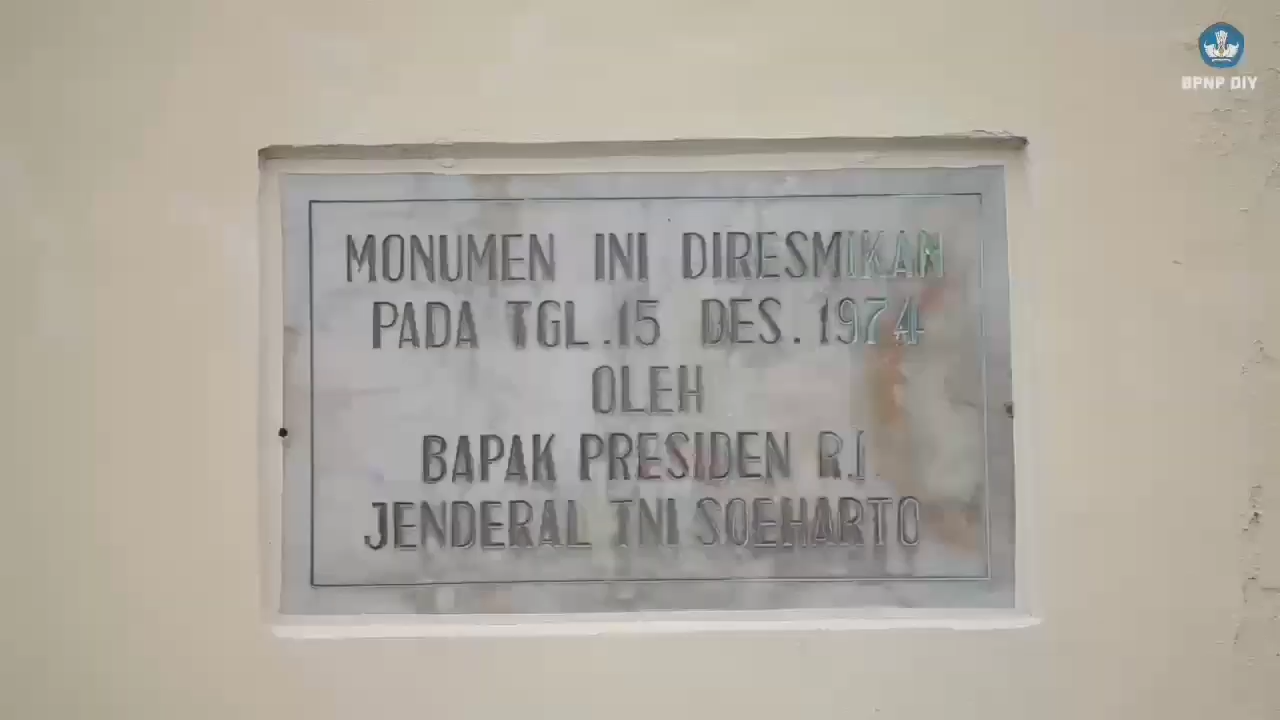 BPNP DIY
MONUMEN INI DIRESMIKAN
PADA TGL.15 DES.1974
OLEH
BAPAK PRESIDEN R.I.
JENDERAL TNI SOEHARTO